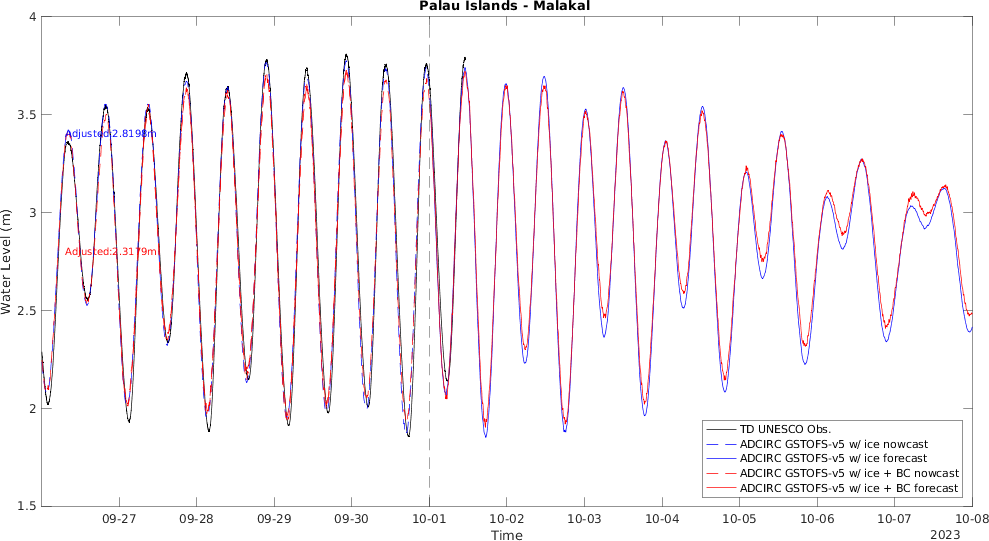 Palau Islands - Malakal
4
3.5
3
2.5
2
1.5
Water Level (m)
Adjusted:2.8198m
Adjusted:2.3179m
TD UNESCO Obs.
ADCIRC GSTOFS-v5 w/ ice nowcast
ADCIRC GSTOFS-v5 w/ ice forecast
ADCIRC GSTOFS-v5 w/ ice + BC nowcast
ADCIRC GSTOFS-v5 w/ ice + BC forecast
09-27 09-28 09-29 09-30 10-01 10-02 10-03 10-04 10-05 10-06 10-07 10-08
Time
2023